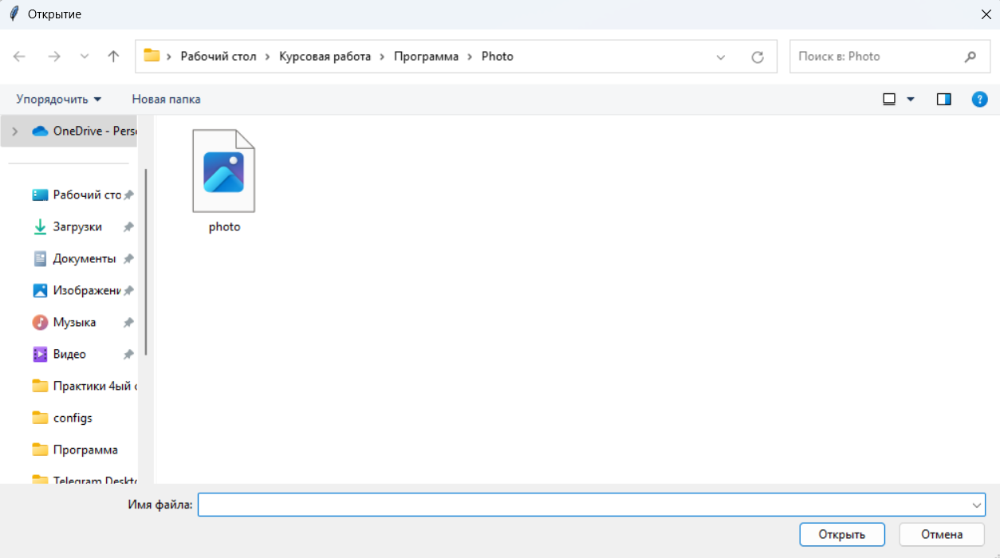 Открытие
Рабочий стол › Курсовая работа › Программа › Photo
Поиск в: Photo
Упорядочить
Новая папка
OneDrive - Pers
Рабочий сто
Загрузки
Документы
Изображени
Музыка
Видео
Практики 4ый с
configs
Программа
Telegram Deskto
photo
Имя файла:
Открыть
Отмена